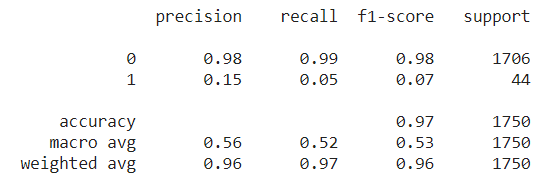 precision recall f1-score support
0 0.98 0.99 0.98 1706
1 0.15 0.05 0.07 44
accuracy 0.97 1750
macro avg 0.56 0.52 0.53 1750
weighted avg 0.96 0.97 0.96 1750